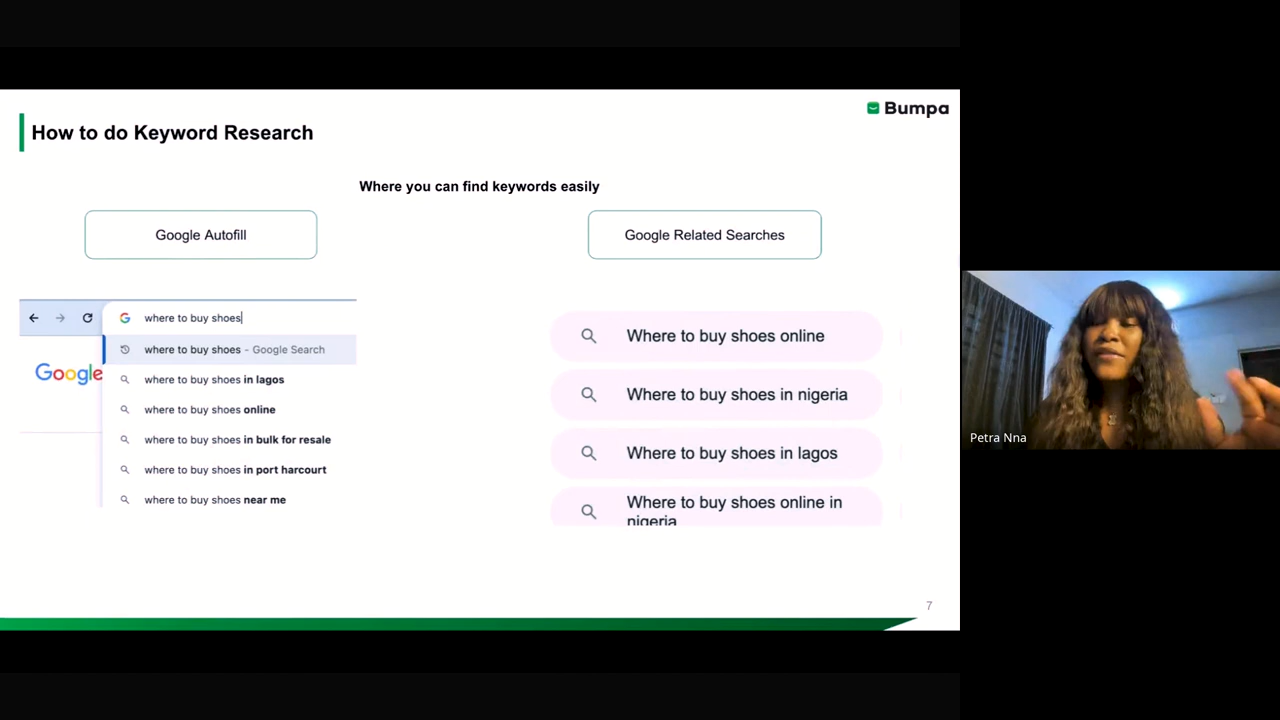 Bumpa
How to do Keyword Research
Where you can find keywords easily
Google Autofill
where to buy shoes
Google
where to buy shoes - Google Search
where to buy shoes in lagos
where to buy shoes online
where to buy shoes in bulk for resale
where to buy shoes in port harcourt
where to buy shoes near me
Google Related Searches
Where to buy shoes online
Where to buy shoes in nigeria
Where to buy shoes in lagos
Where to buy shoes online in
nigeria
7
Petra Nna